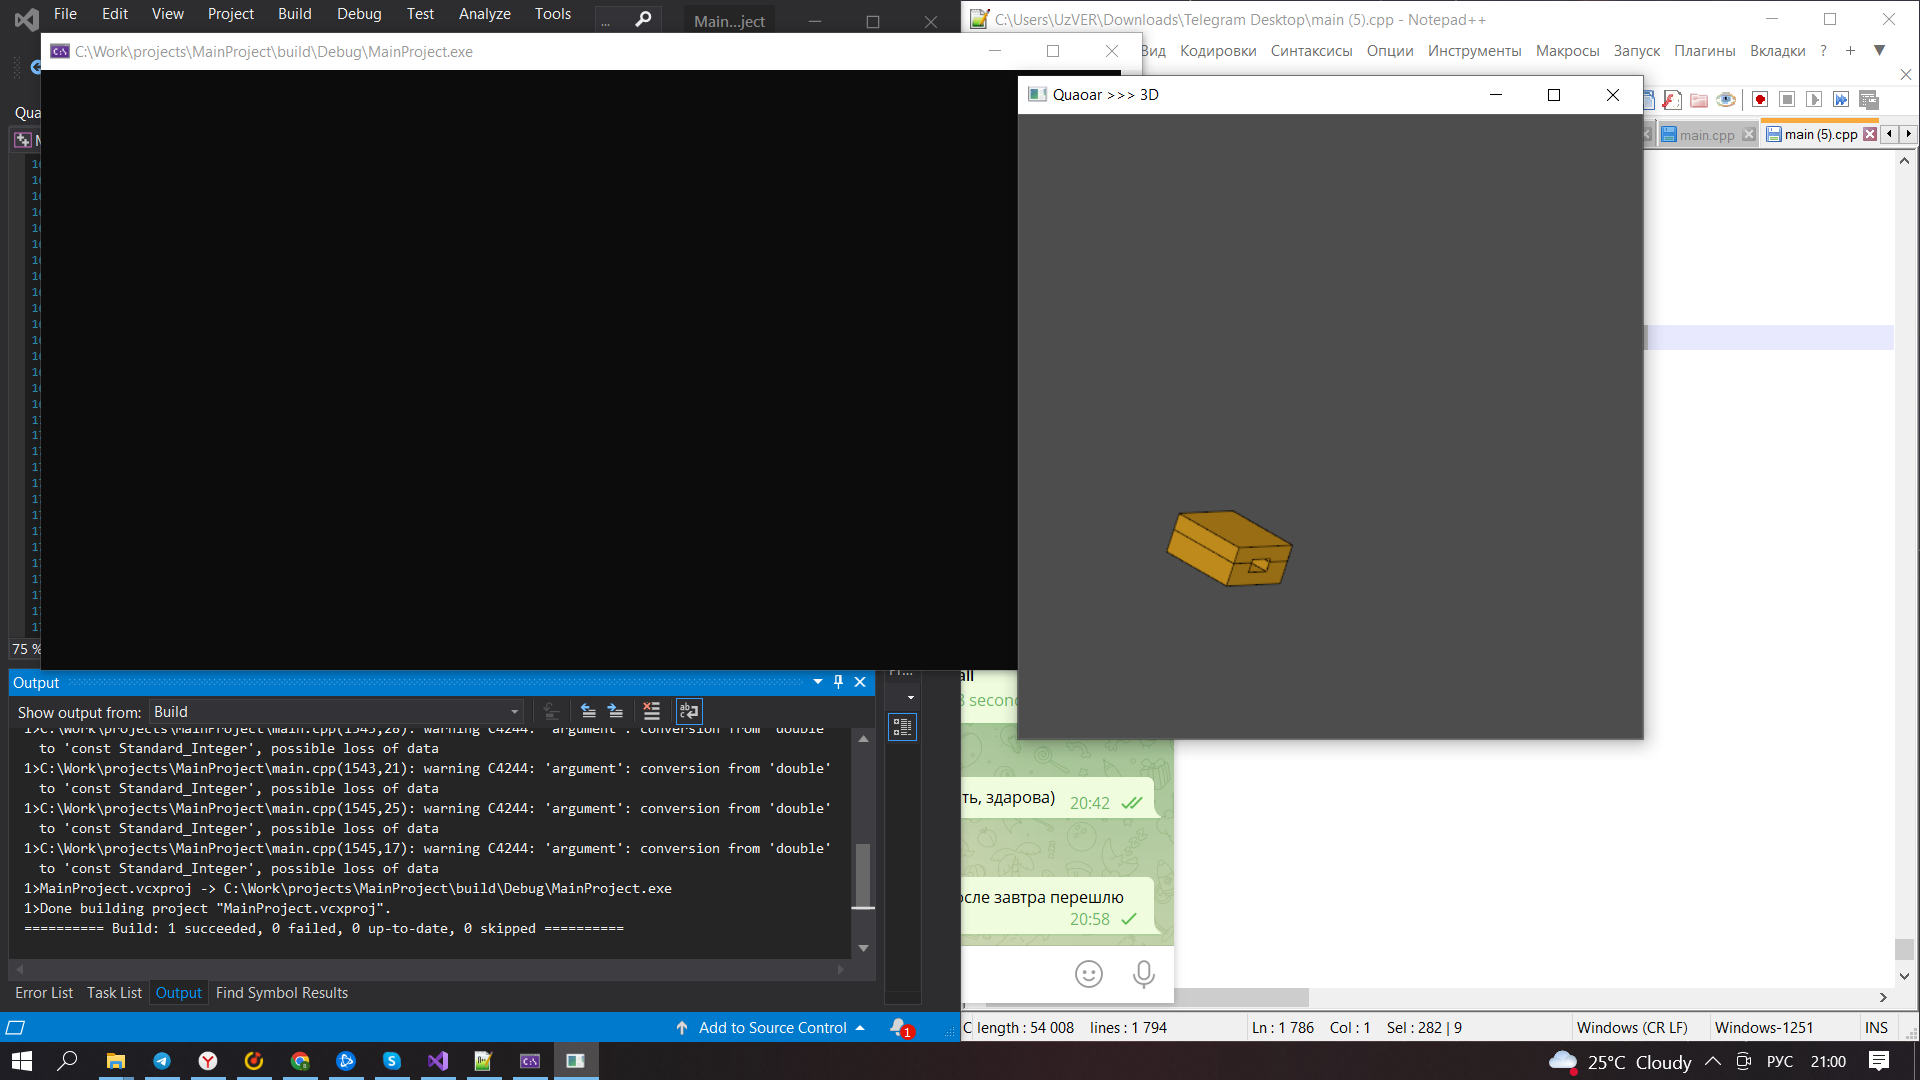 File Edit View Project Build Debug Test Analyze Tools ... Main...ject
C:\Users\UzVER\Downloads\Telegram Desktop\main (5).cpp - Notepad++
C:\Work\projects\MainProject\build\Debug\MainProject.exe
Вид Кодировки Синтаксисы Опции Инструменты Макросы Запуск Плагины Вкладки ?
Quaoar >>> 3D
Qua
main.cpp main (5).cpp
75 %
Output
Show output from: Build
1>C:\Work\projects\MainProject\main.cpp(1543,28): warning C4244: 'argument': conversion from 'double'
to 'const Standard_Integer', possible loss of data
1>C:\Work\projects\MainProject\main.cpp(1543,21): warning C4244: 'argument': conversion from 'double'
to 'const Standard_Integer', possible loss of data
1>C:\Work\projects\MainProject\main.cpp(1545,25): warning C4244: 'argument': conversion from 'double'
to 'const Standard_Integer', possible loss of data
1>C:\Work\projects\MainProject\main.cpp(1545,17): warning C4244: 'argument': conversion from 'double'
to 'const Standard_Integer', possible loss of data
1>MainProject.vcxproj -> C:\Work\projects\MainProject\build\Debug\MainProject.exe
1>Done building project "MainProject.vcxproj".
========== Build: 1 succeeded, 0 failed, 0 up-to-date, 0 skipped ==========
Error List Task List Output Find Symbol Results
Add to Source Control 1
ть, здарова) 20:42
осле завтра перешлю
20:58
C length : 54 008 lines : 1 794 Ln : 1 786 Col : 1 Sel : 282 | 9 Windows (CR LF) Windows-1251 INS
25°C Cloudy РУС 21:00